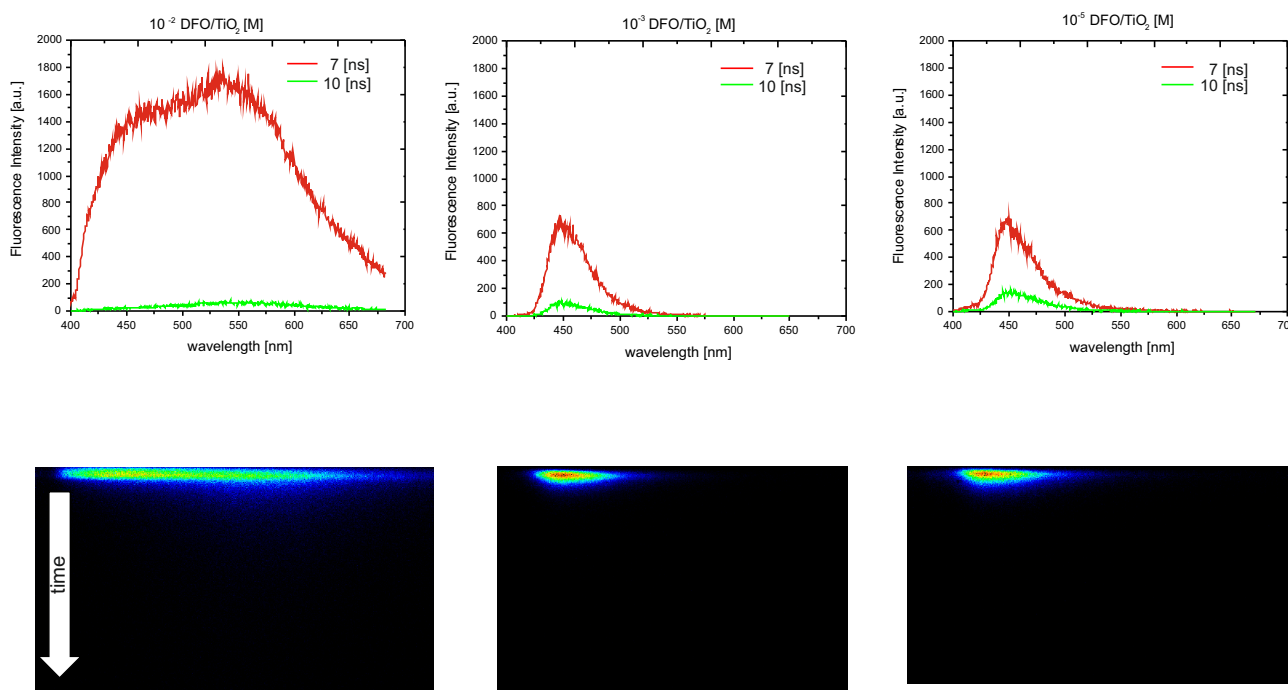 10⁻² DFO/TiO₂ [M]
2000
1800
1600
1400
1200
1000
800
600
400
200
0
Fluorescence Intensity [a.u.]
7 [ns]
10 [ns]
400 450 500 550 600 650 700
wavelength [nm]
10⁻³ DFO/TiO₂ [M]
2000
1800
1600
1400
1200
1000
800
600
400
200
0
Fluorescence Intensity [a.u.]
7 [ns]
10 [ns]
400 450 500 550 600 650 700
wavelength [nm]
10⁻⁵ DFO/TiO₂ [M]
2000
1800
1600
1400
1200
1000
800
600
400
200
0
Fluorescence Intensity [a.u.]
7 [ns]
10 [ns]
400 450 500 550 600 650 700
wavelength [nm]
time